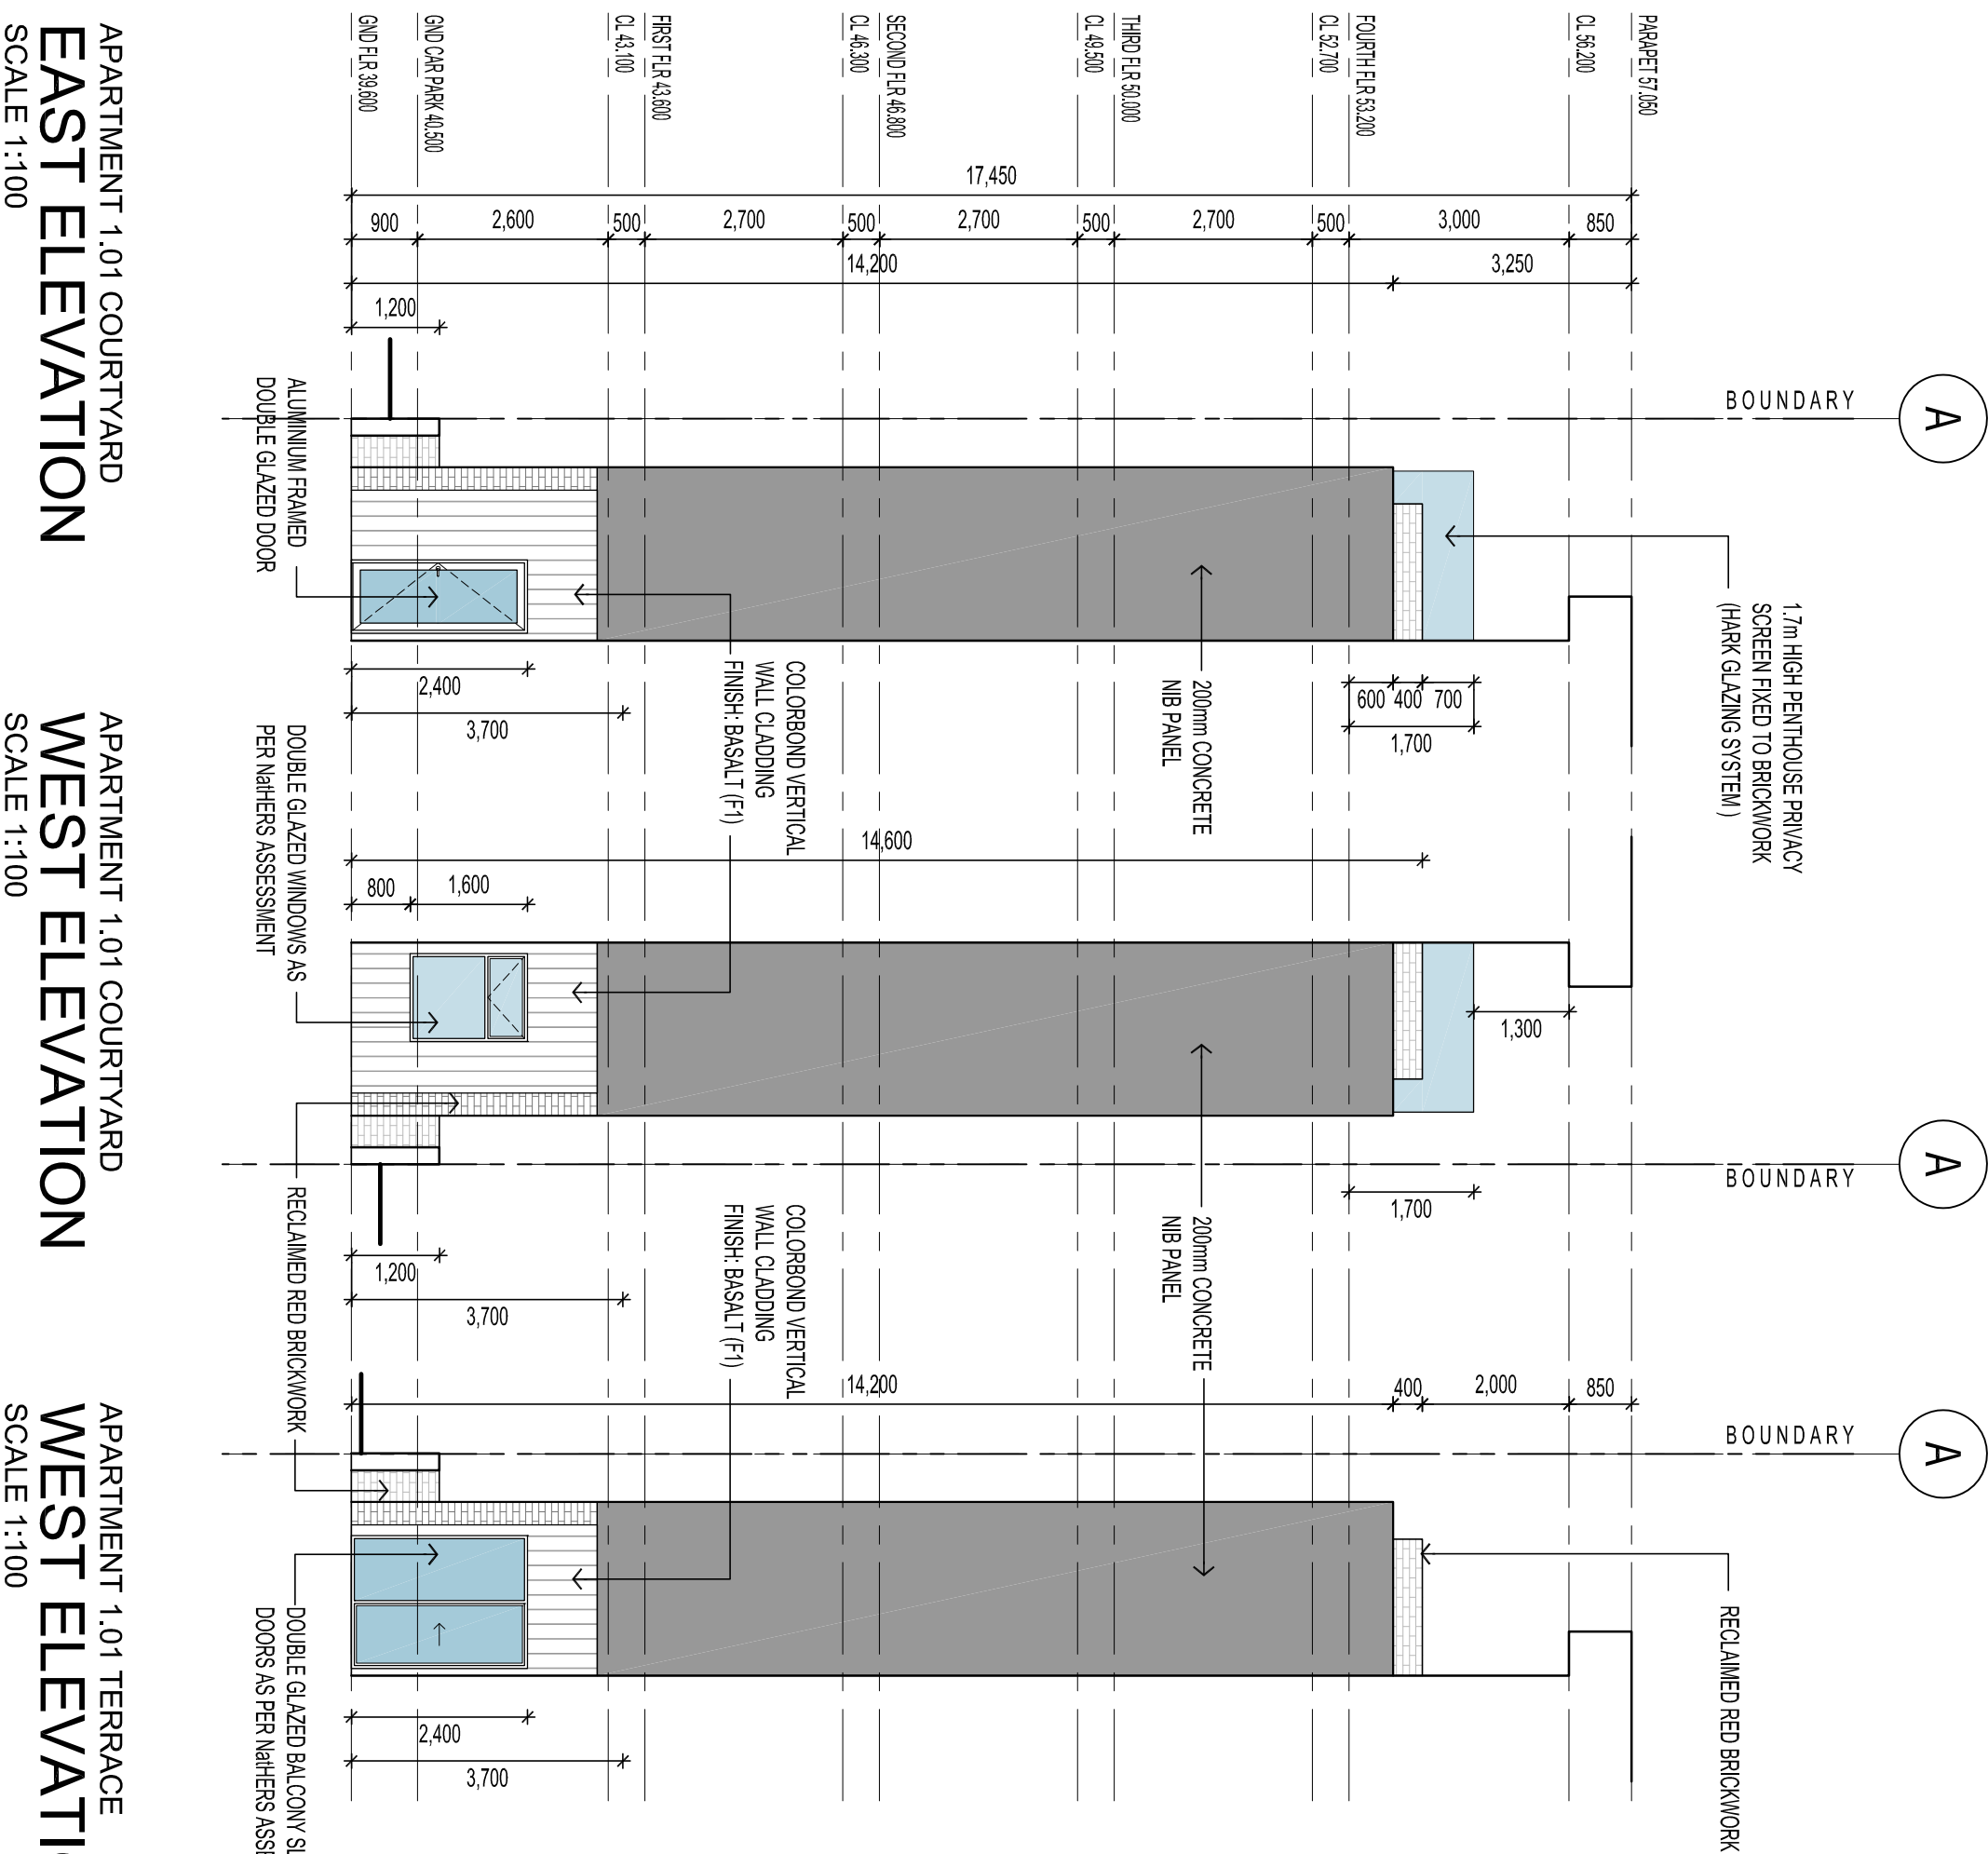 PARAPET 57.050
CL 56.200
FOURTH FLR 53.200
CL 52.700
THIRD FLR 50.000
CL 49.500
SECOND FLR 46.800
CL 46.300
FIRST FLR 43.600
CL 43.100
GND CAR PARK 40.500
GND FLR 39.600
17,450
900
2,600
500
2,700
500
2,700
500
2,700
500
3,000
850
14,200
3,250
1,200
A
BOUNDARY
1.7m HIGH PENTHOUSE PRIVACY
SCREEN FIXED TO BRICKWORK
(HARK GLAZING SYSTEM )
200mm CONCRETE
NIB PANEL
COLORBOND VERTICAL
WALL CLADDING
FINISH: BASALT (F1)
ALUMINIUM FRAMED
DOUBLE GLAZED DOOR
600
400
700
1,700
2,400
3,700
APARTMENT 1.01 COURTYARD
EAST ELEVATION
SCALE 1:100
14,600
800
1,600
DOUBLE GLAZED WINDOWS AS
PER NatHERS ASSESSMENT
1,300
A
BOUNDARY
1,700
1,200
3,700
RECLAIMED RED BRICKWORK
APARTMENT 1.01 COURTYARD
WEST ELEVATION
SCALE 1:100
200mm CONCRETE
NIB PANEL
COLORBOND VERTICAL
WALL CLADDING
FINISH: BASALT (F1)
14,200
400
2,000
850
A
BOUNDARY
RECLAIMED RED BRICKWORK
DOUBLE GLAZED BALCONY
DOORS AS PER NatHERS
2,400
3,700
APARTMENT 1.01 TERRACE
WEST
SCALE 1:100